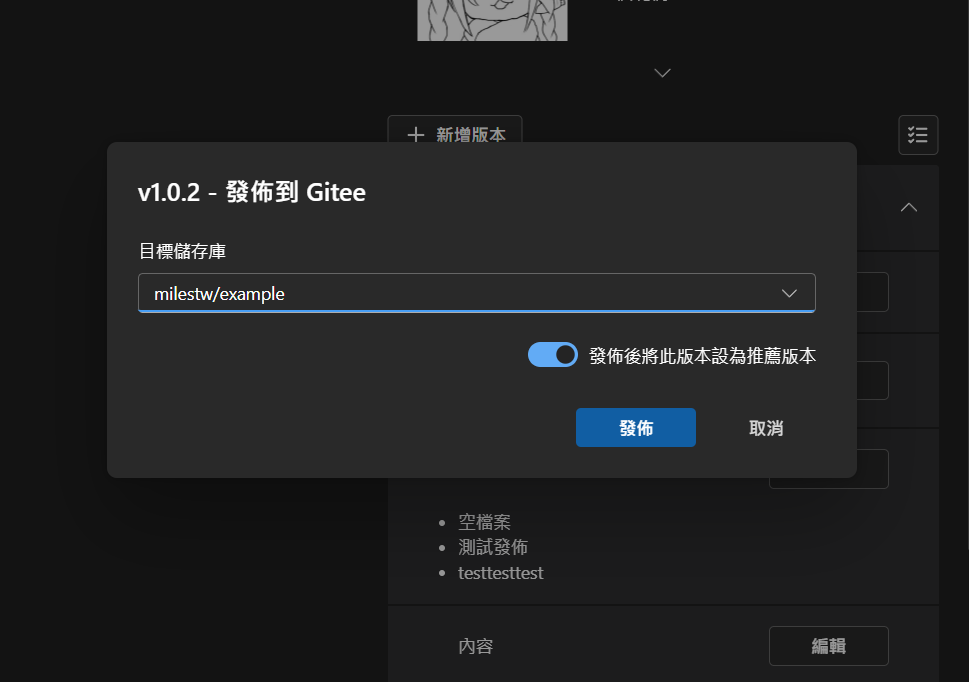 新增版本
v1.0.2 - 發佈到 Gitee
目標儲存庫
milestw/example
發佈後將此版本設為推薦版本
發佈
取消
空檔案
測試發佈
testtesttest
內容
編輯